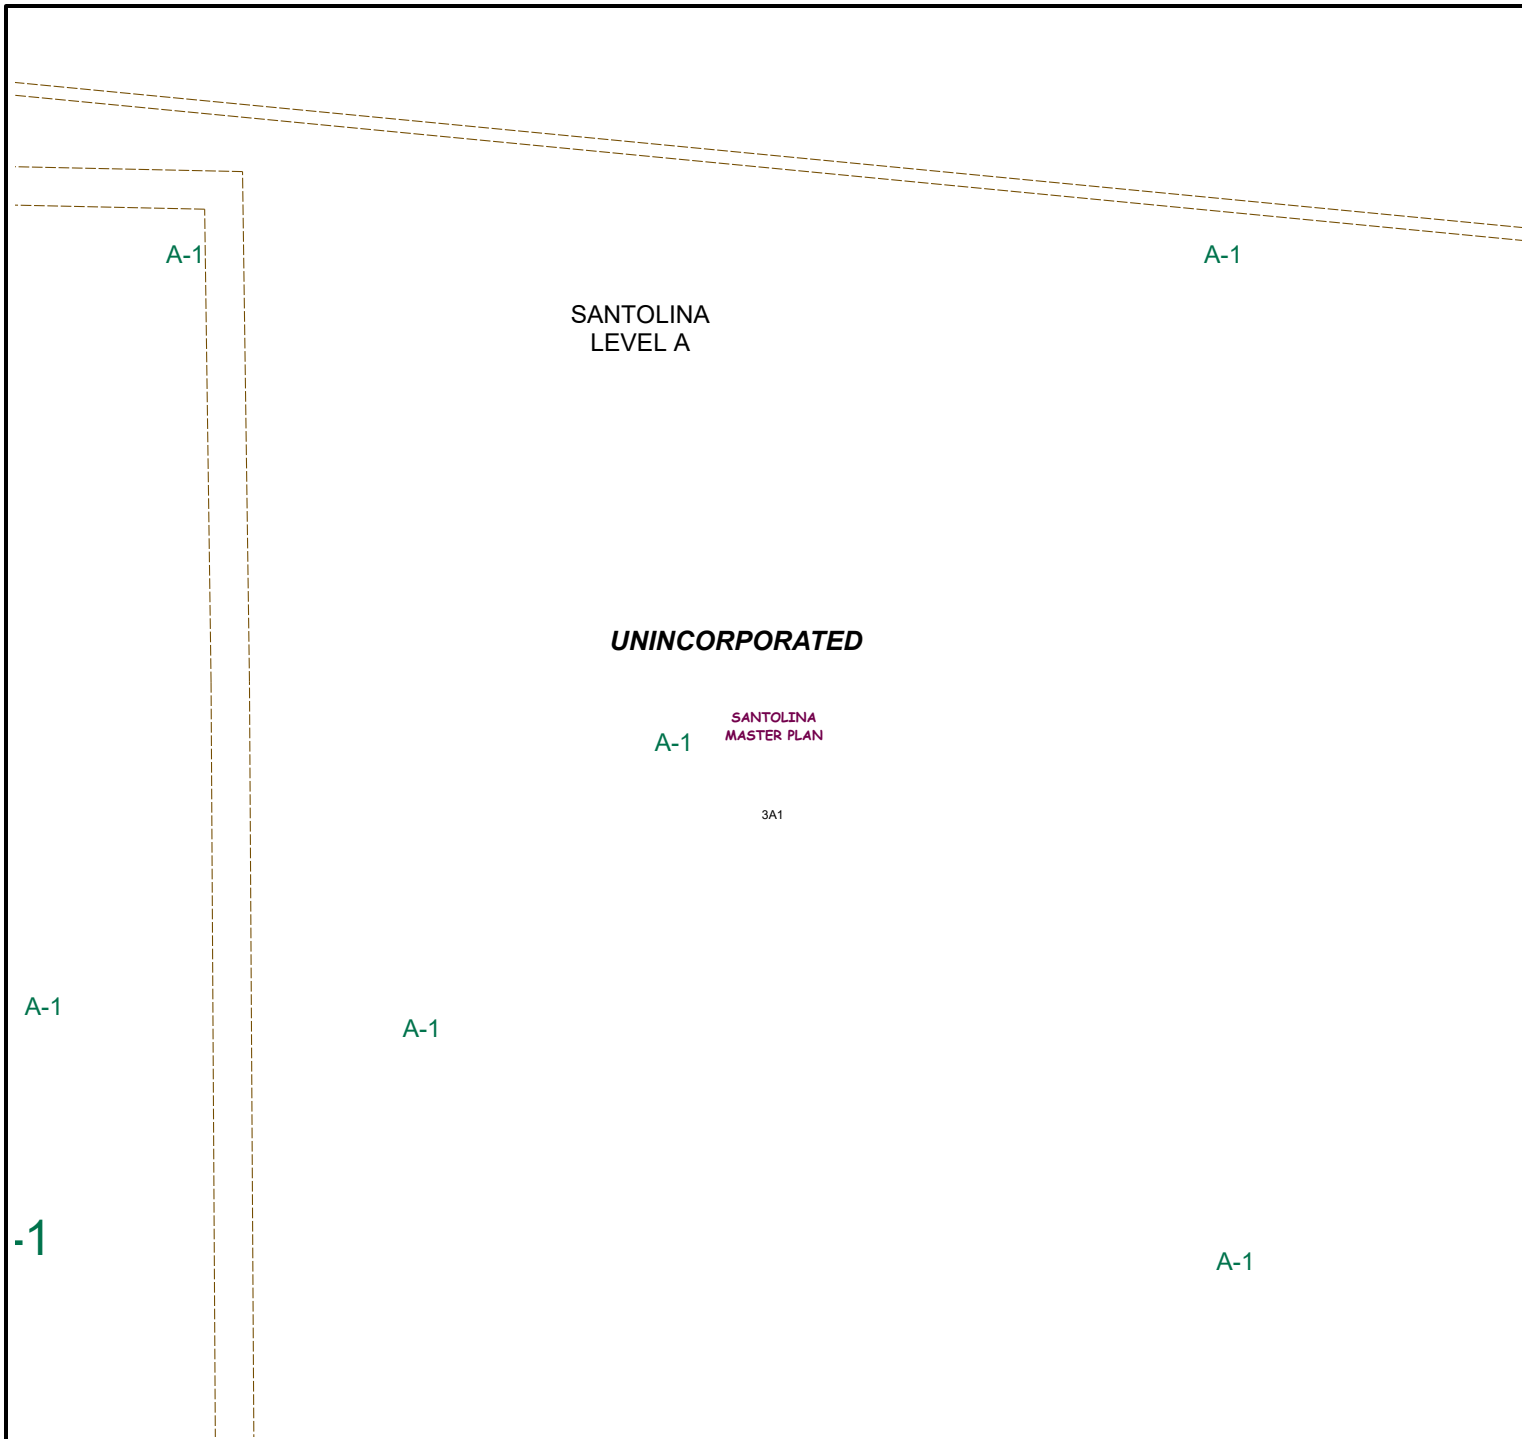 A-1
A-1
SANTOLINA
LEVEL A
UNINCORPORATED
SANTOLINA
MASTER PLAN
A-1
3A1
A-1
A-1
-1
A-1